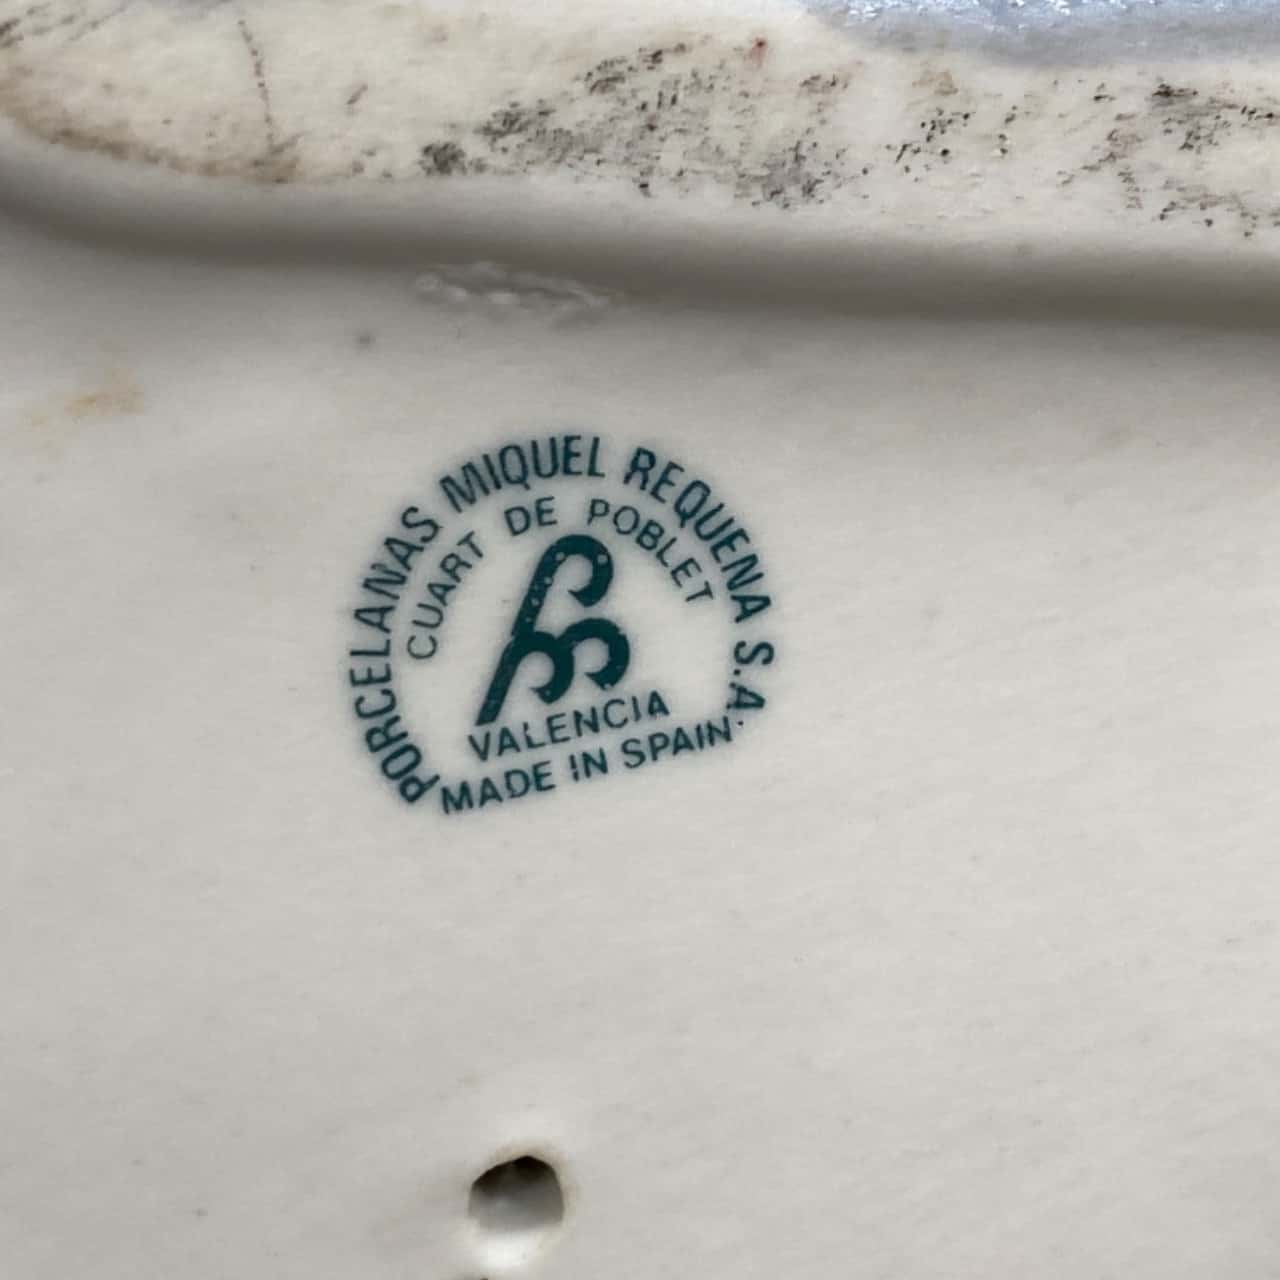 PORCELANAS MIQUEL REQUENA S.A.
CUART DE POBLET
VALENCIA
MADE IN SPAIN